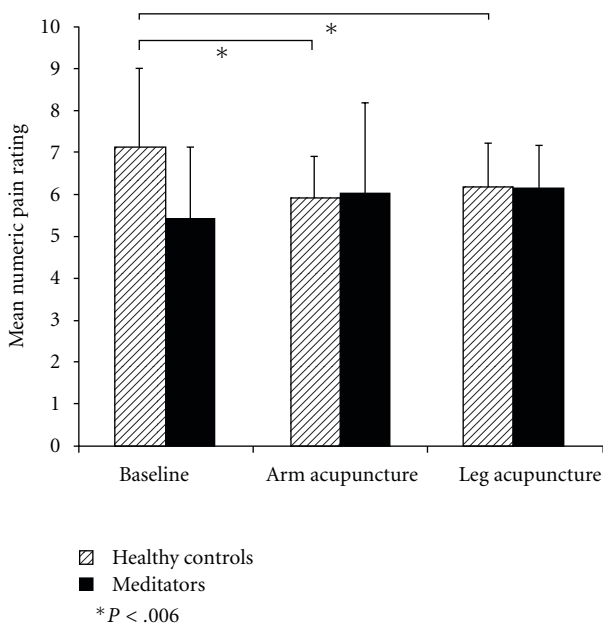 *
*
10
9
8
7
6
5
4
3
2
1
0
Mean numeric pain rating
Baseline
Arm acupuncture
Leg acupuncture
Healthy controls
Meditators
*P < .006